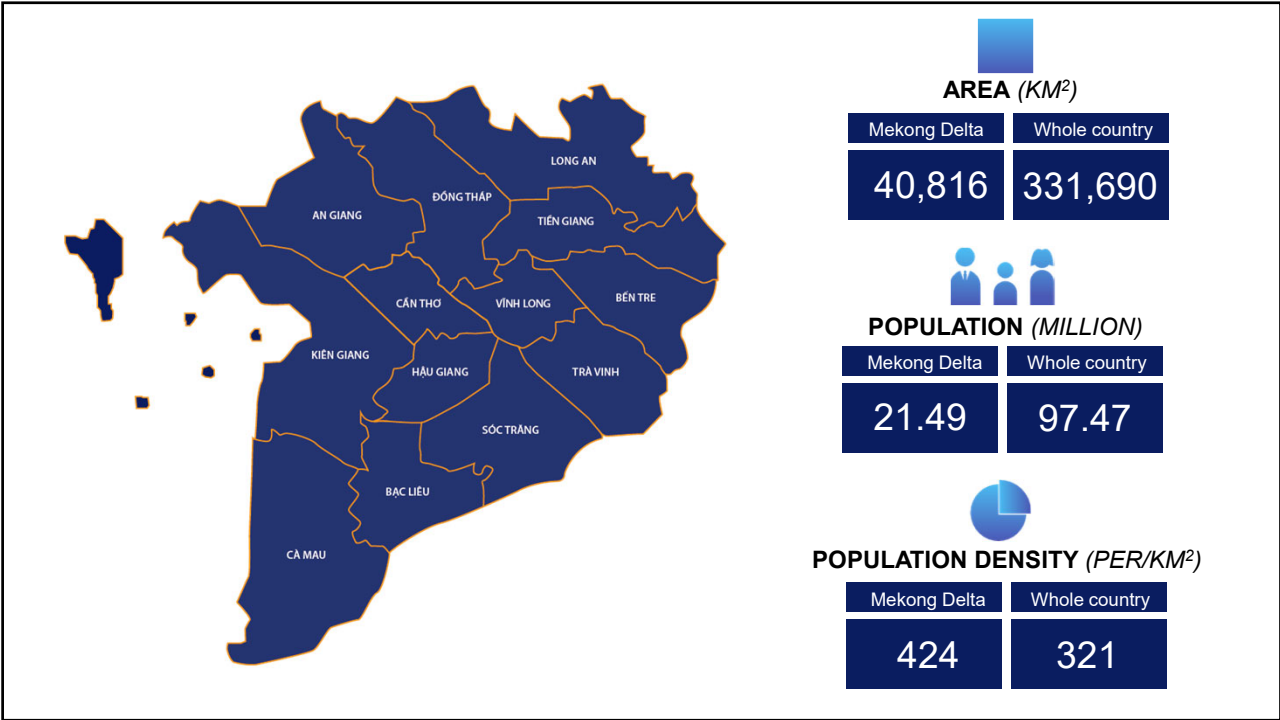 LONG AN
ĐỒNG THÁP
AN GIANG
TIỀN GIANG
CẦN THƠ
VĨNH LONG
BẾN TRE
KIÊN GIANG
HẬU GIANG
TRÀ VINH
SÓC TRĂNG
BẠC LIÊU
CÀ MAU
AREA (KM²)
Mekong Delta Whole country
40,816 331,690
POPULATION (MILLION)
Mekong Delta Whole country
21.49 97.47
POPULATION DENSITY (PER/KM²)
Mekong Delta Whole country
424 321